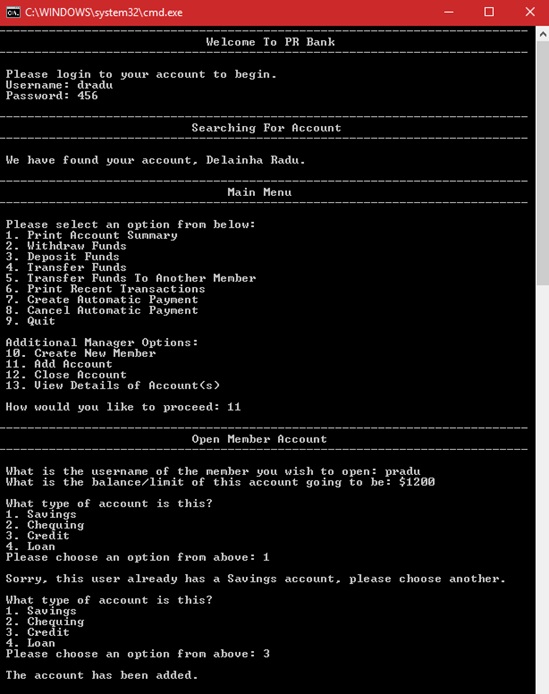 C:\WINDOWS\system32\cmd.exe
Welcome To PR Bank
Please login to your account to begin.
Username: dradu
Password: 456
Searching For Account
We have found your account, Delainha Radu.
Main Menu
Please select an option from below:
1. Print Account Summary
2. Withdraw Funds
3. Deposit Funds
4. Transfer Funds
5. Transfer Funds To Another Member
6. Print Recent Transactions
7. Create Automatic Payment
8. Cancel Automatic Payment
9. Quit
Additional Manager Options:
10. Create New Member
11. Add Account
12. Close Account
13. View Details of Account(s)
How would you like to proceed: 11
Open Member Account
What is the username of the member you wish to open: pradu
What is the balance/limit of this account going to be: $1200
What type of account is this?
1. Savings
2. Chequing
3. Credit
4. Loan
Please choose an option from above: 1
Sorry, this user already has a Savings account, please choose another.
What type of account is this?
1. Savings
2. Chequing
3. Credit
4. Loan
Please choose an option from above: 3
The account has been added.